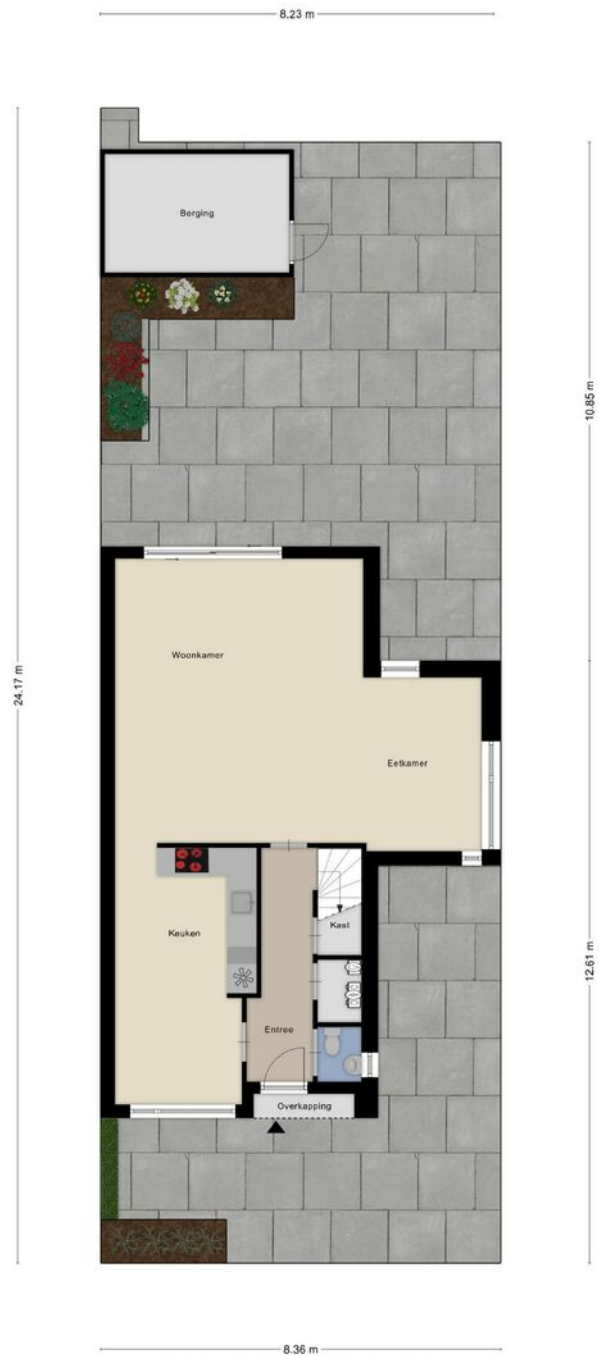 8.23 m
Berging
10.85 m
Woonkamer
24.17 m
Eetkamer
Keuken
Kast
12.61 m
Entree
Overkapping
8.36 m